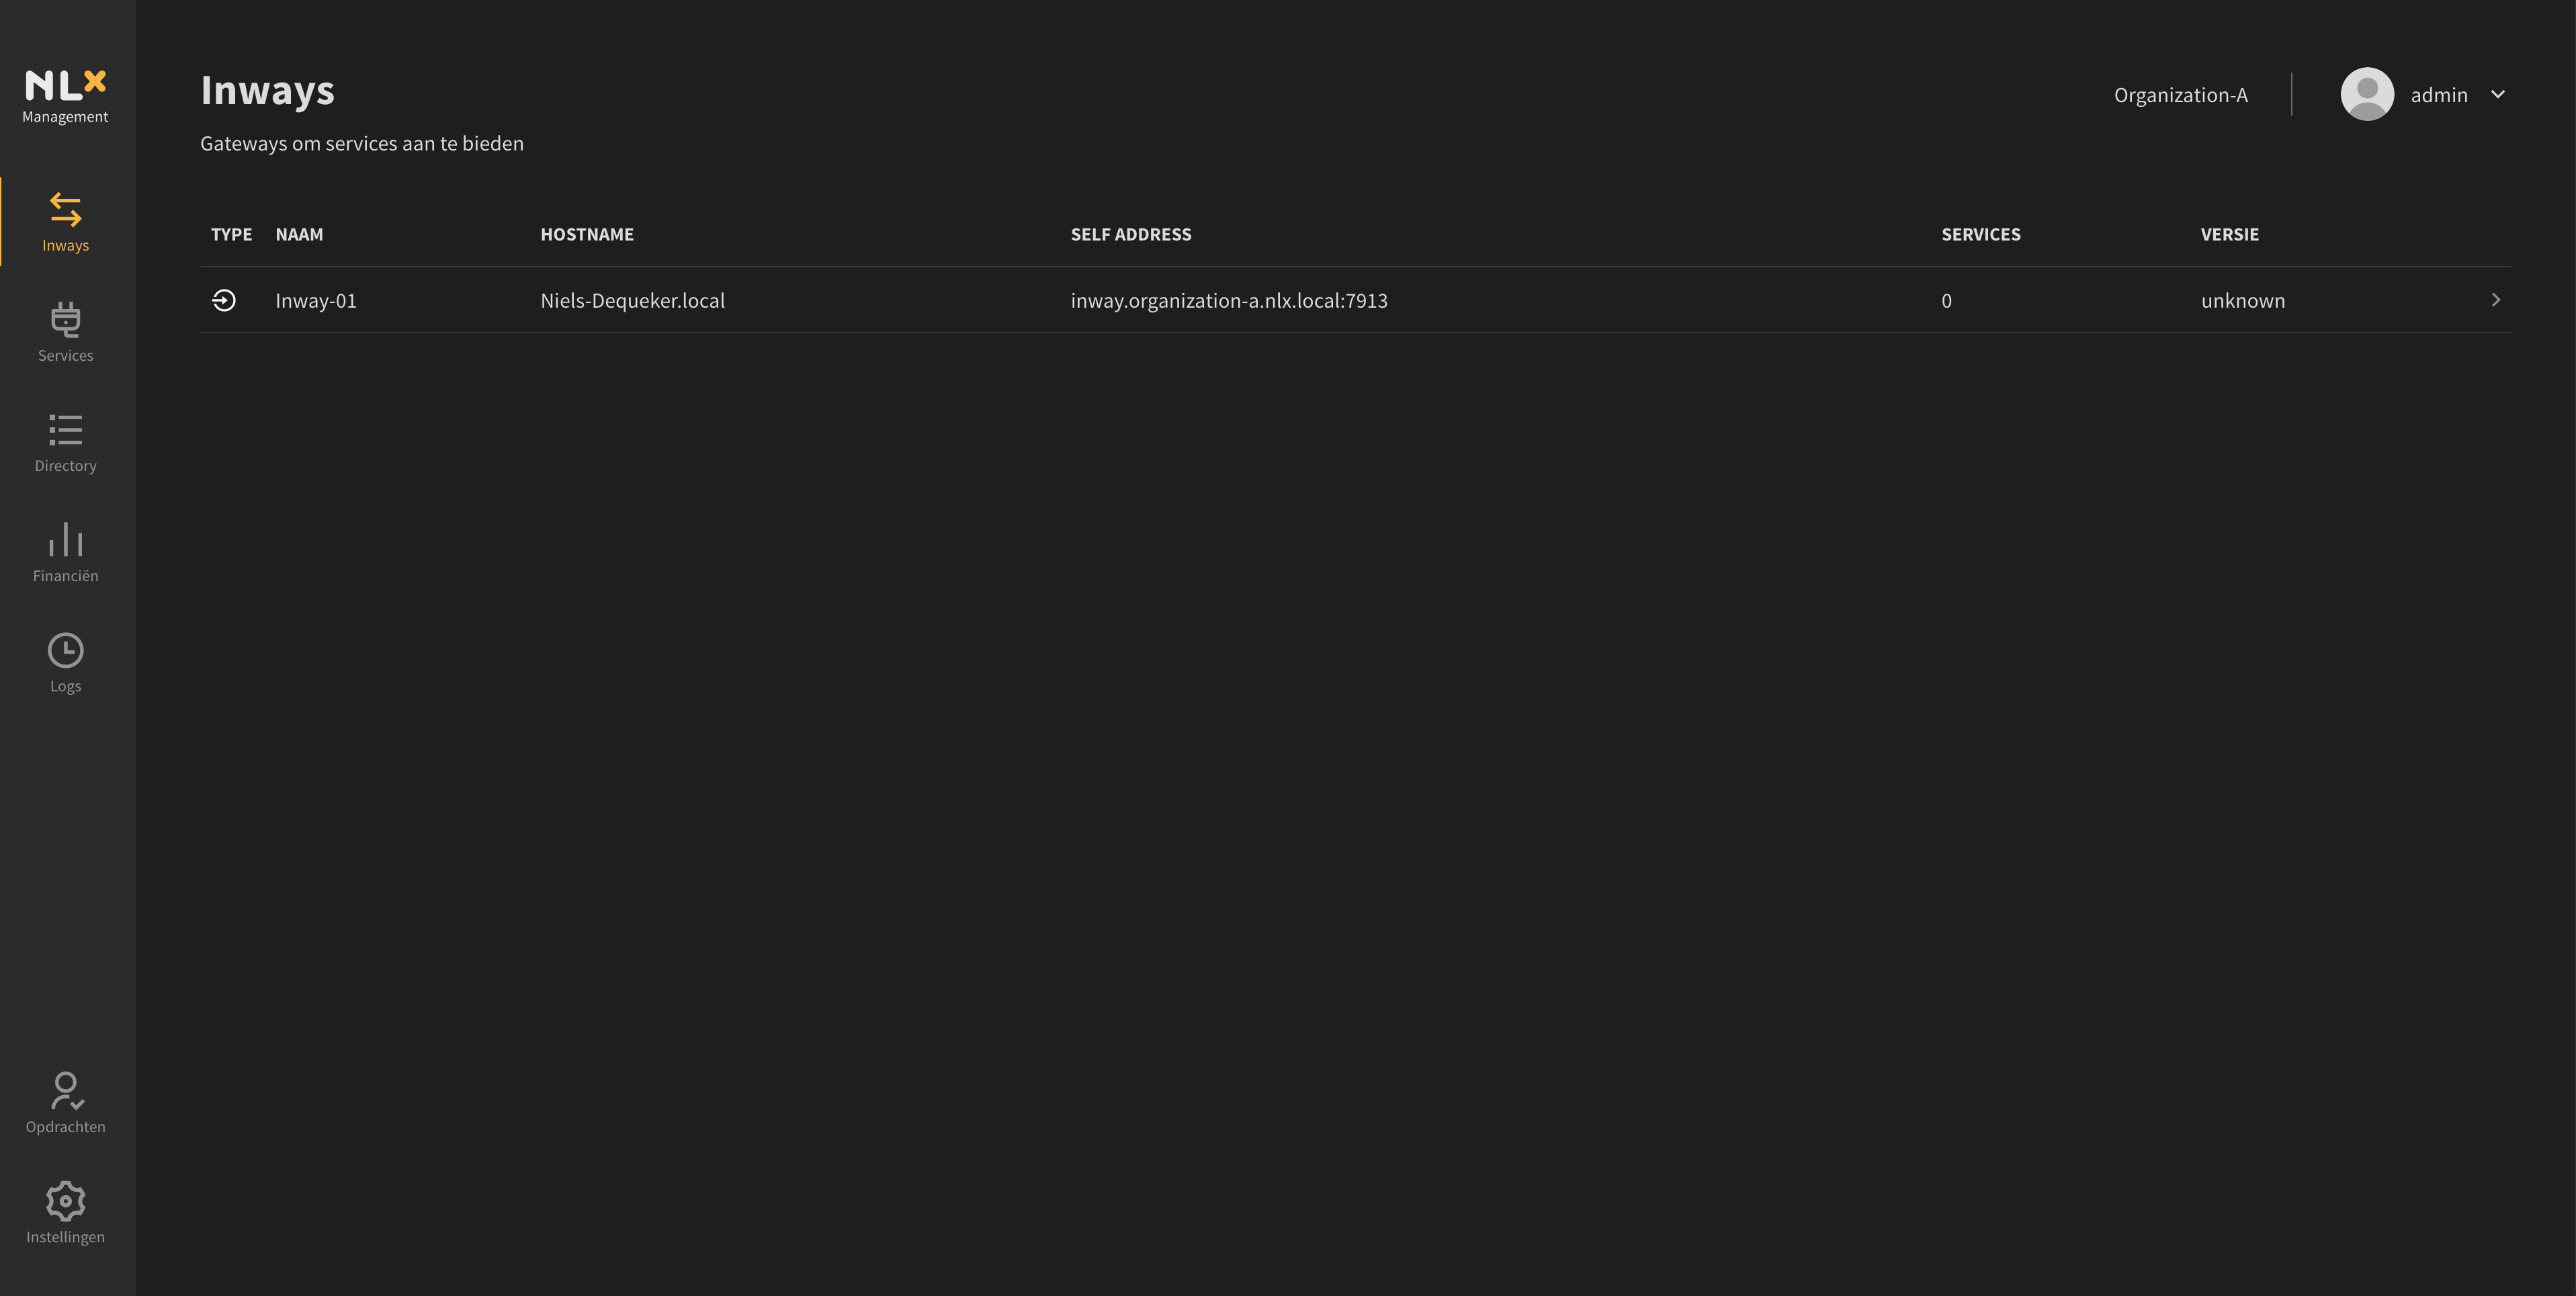 NLX
Management
Inways
Services
Directory
Financiën
Logs
Opdrachten
Instellingen
Inways
Gateways om services aan te bieden
Organization-A
admin
TYPE NAAM HOSTNAME SELF ADDRESS SERVICES VERSIE
Inway-01 Niels-Dequeker.local inway.organization-a.nlx.local:7913 0 unknown